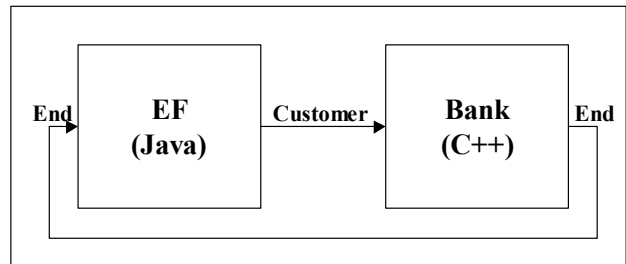 End
EF
(Java)
Customer
Bank
(C++)
End